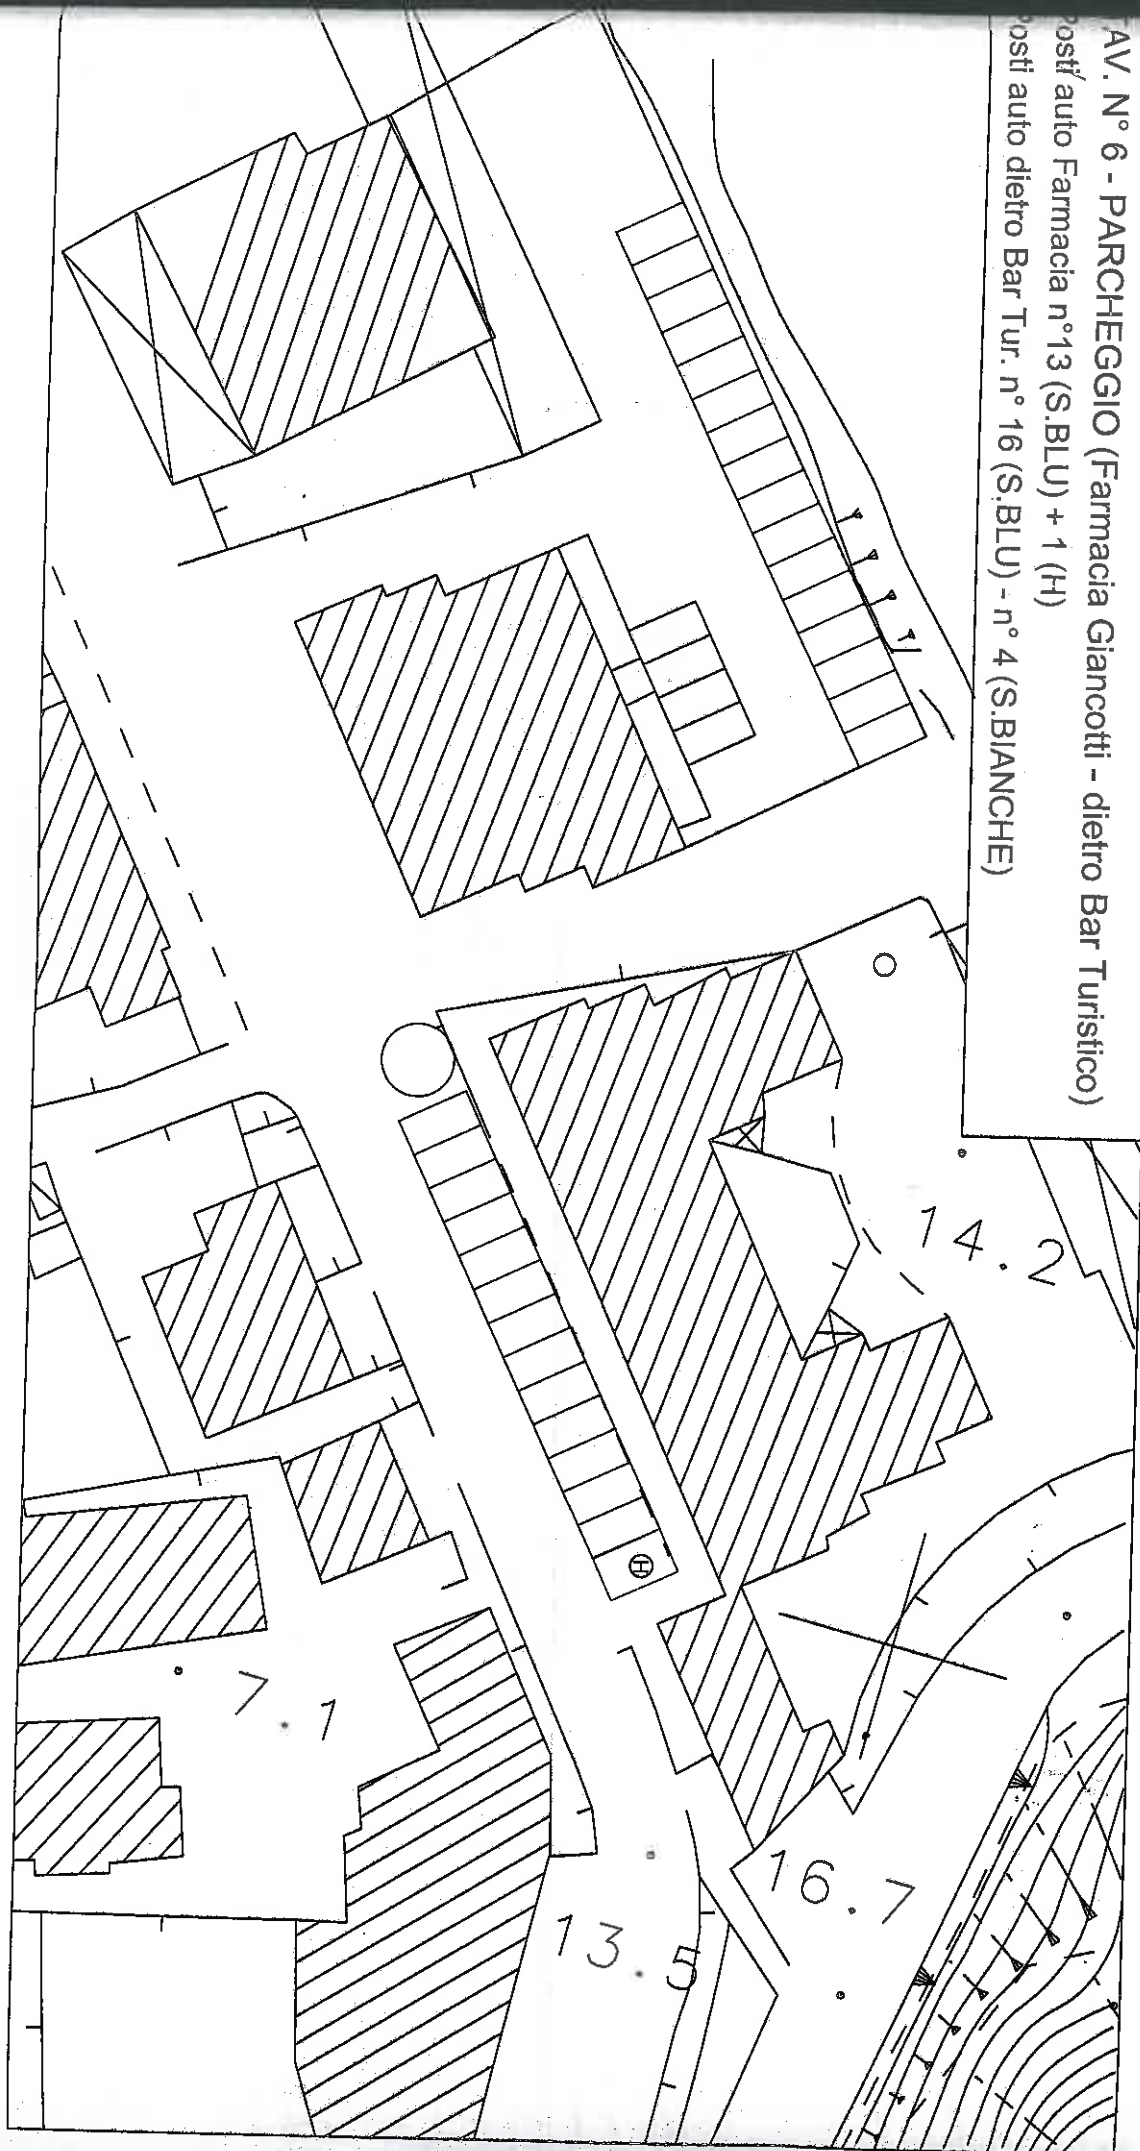 AV. N° 6 - PARCHEGGIO (Farmacia Giancotti - dietro Bar Turistico)
Posti auto Farmacia n°13 (S.BLU) + 1 (H)
Posti auto dietro Bar Tur. n° 16 (S.BLU) - n° 4 (S.BIANCHE)
14.2
H
7.1
16.7
13.5